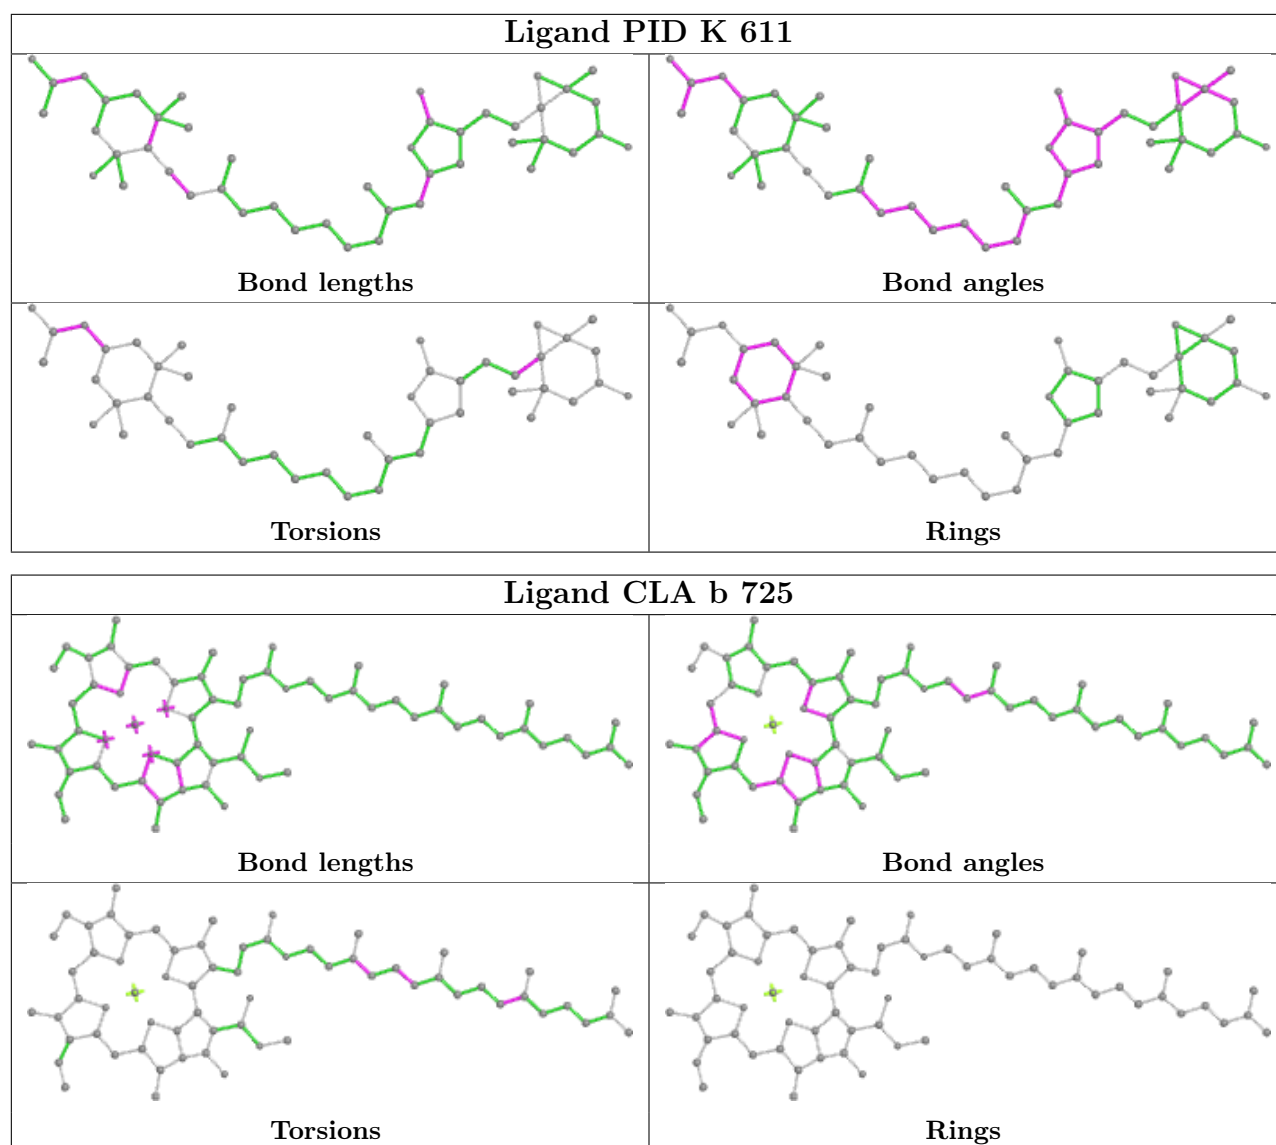 Ligand PID K 611
Bond lengths
Bond angles
Torsions
Rings
Ligand CLA b 725
Bond lengths
Bond angles
Torsions
Rings